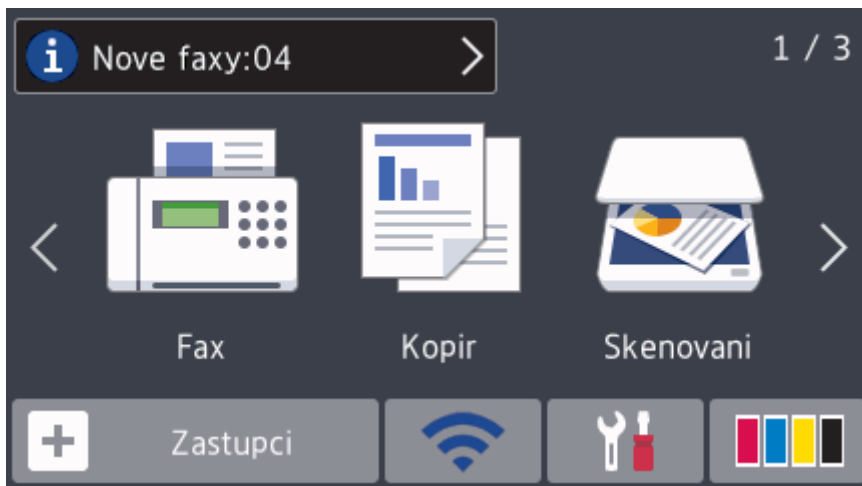 Nove faxy:04
1 / 3
Fax
Kopir
Skenovani
Zastupci